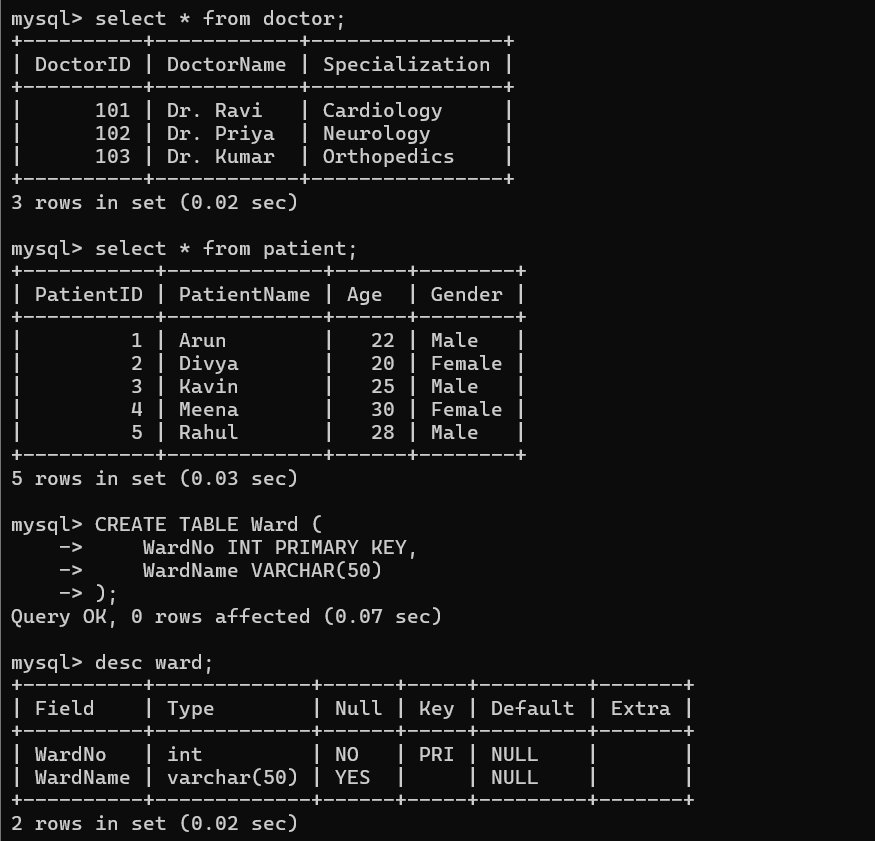 mysql> select * from doctor;
+----------+------------+----------------+
| DoctorID | DoctorName | Specialization |
+----------+------------+----------------+
|      101 | Dr. Ravi   | Cardiology     |
|      102 | Dr. Priya  | Neurology      |
|      103 | Dr. Kumar  | Orthopedics    |
+----------+------------+----------------+
3 rows in set (0.02 sec)

mysql> select * from patient;
+-----------+-------------+------+--------+
| PatientID | PatientName | Age  | Gender |
+-----------+-------------+------+--------+
|         1 | Arun        |   22 | Male   |
|         2 | Divya       |   20 | Female |
|         3 | Kavin       |   25 | Male   |
|         4 | Meena       |   30 | Female |
|         5 | Rahul       |   28 | Male   |
+-----------+-------------+------+--------+
5 rows in set (0.03 sec)

mysql> CREATE TABLE Ward (
    ->     WardNo INT PRIMARY KEY,
    ->     WardName VARCHAR(50)
    -> );
Query OK, 0 rows affected (0.07 sec)

mysql> desc ward;
+----------+-------------+------+-----+---------+-------+
| Field    | Type        | Null | Key | Default | Extra |
+----------+-------------+------+-----+---------+-------+
| WardNo   | int         | NO   | PRI | NULL    |       |
| WardName | varchar(50) | YES  |     | NULL    |       |
+----------+-------------+------+-----+---------+-------+
2 rows in set (0.02 sec)